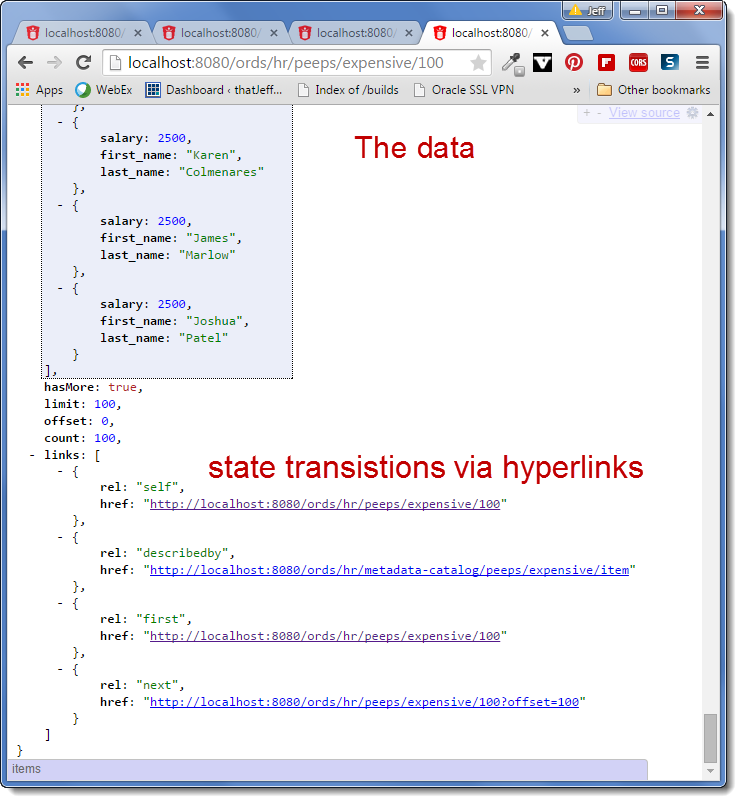 Jeff
localhost:8080/ localhost:8080/ localhost:8080/ localhost:8080/
localhost:8080/ords/hr/peeps/expensive/100
CORS
S
Apps WebEx Dashboard ‹ thatJeff... Index of /builds Oracle SSL VPN » Other bookmarks
+ - View source
},
- {
salary: 2500,
first_name: "Karen",
last_name: "Colmenares"
},
The data
- {
salary: 2500,
first_name: "James",
last_name: "Marlow"
},
- {
salary: 2500,
first_name: "Joshua",
last_name: "Patel"
}
],
hasMore: true,
limit: 100,
offset: 0,
count: 100,
- links: [
state transistions via hyperlinks
- {
rel: "self",
href: "http://localhost:8080/ords/hr/peeps/expensive/100"
},
- {
rel: "describedby",
href: "http://localhost:8080/ords/hr/metadata-catalog/peeps/expensive/item"
},
- {
rel: "first",
href: "http://localhost:8080/ords/hr/peeps/expensive/100"
},
- {
rel: "next",
href: "http://localhost:8080/ords/hr/peeps/expensive/100?offset=100"
}
]
}
items